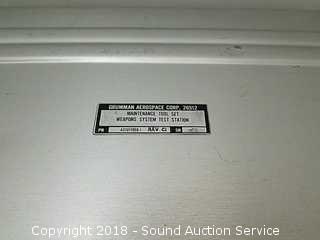 GRUMMAN AEROSPACE CORP. 26512
MAINTENANCE TOOL SET
WEAPONS SYSTEM TEST STATION
PN REV C1 SN
Copyright 2018 - Sound Auction Service